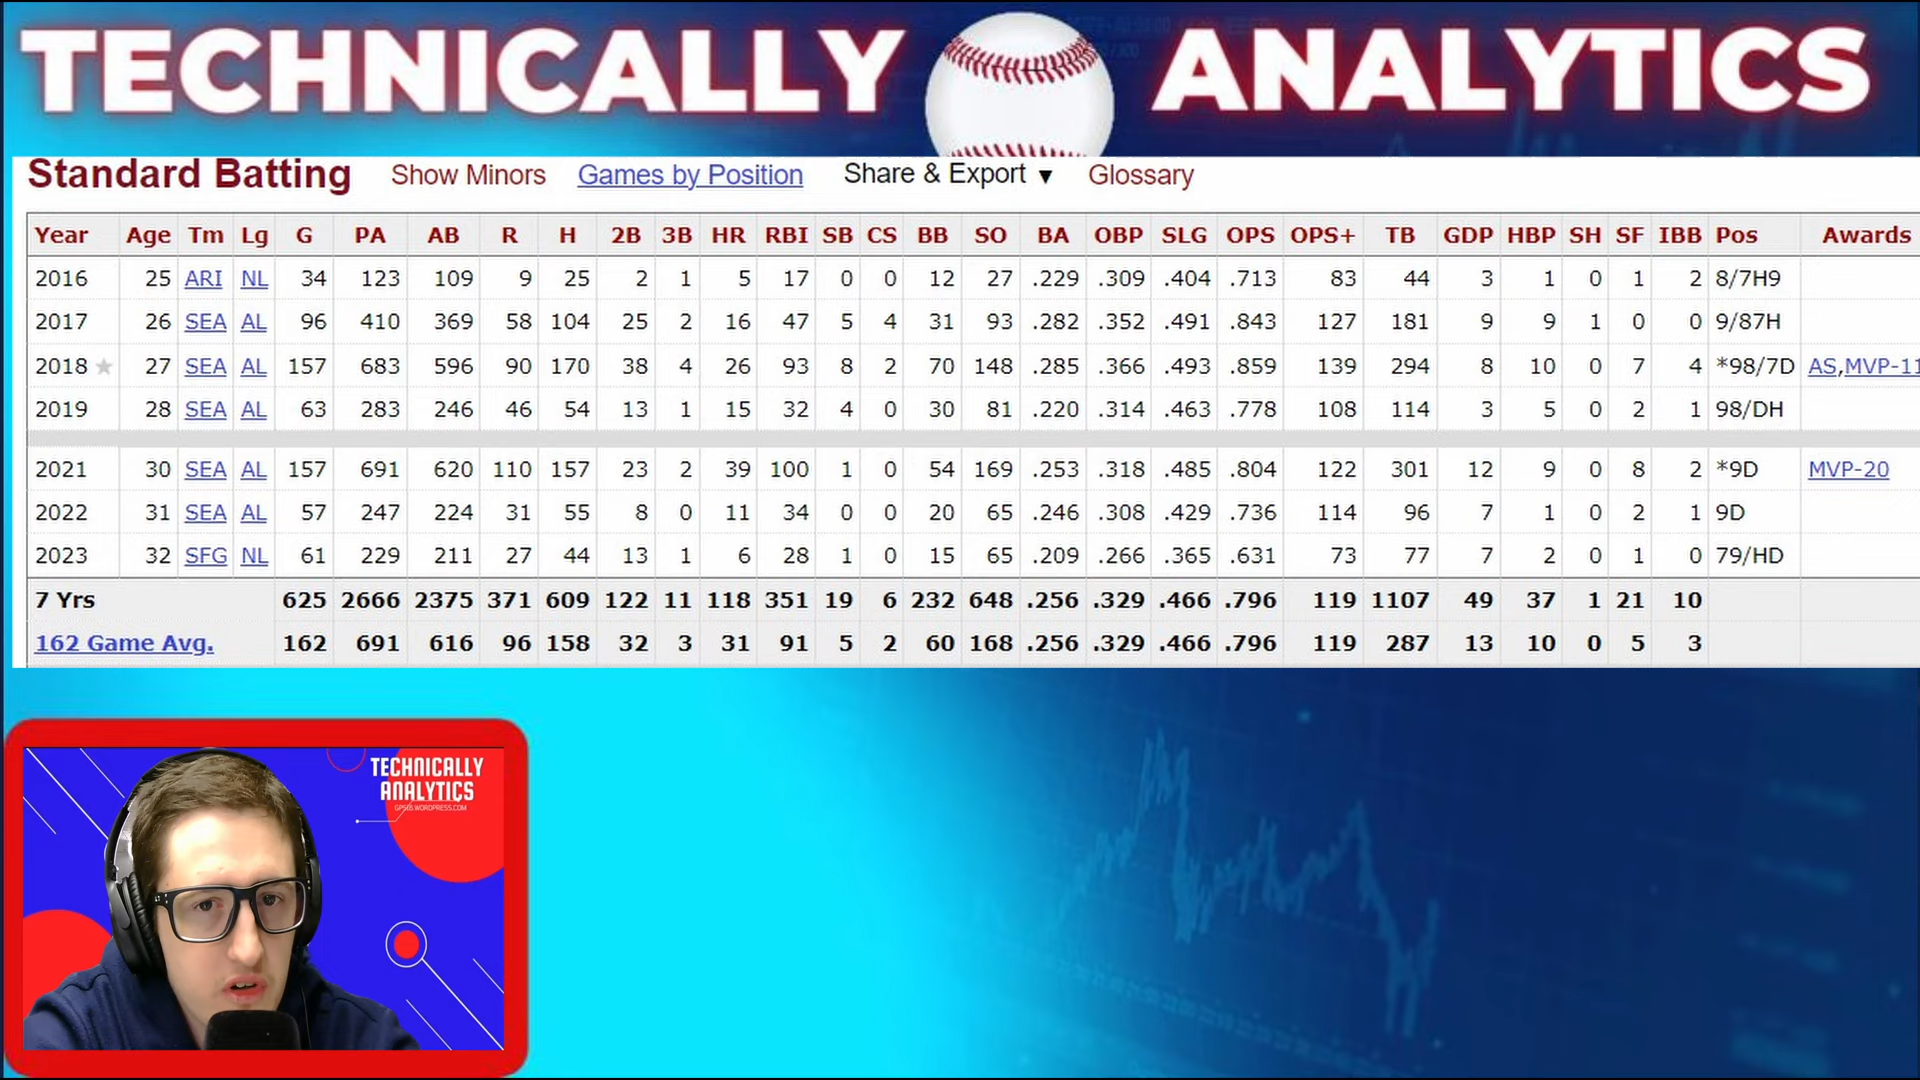 TECHNICALLY ANALYTICS
Standard Batting Show Minors Games by Position Share & Export ▼ Glossary
Year Age Tm Lg G PA AB R H 2B 3B HR RBI SB CS BB SO BA OBP SLG OPS OPS+ TB GDP HBP SH SF IBB Pos Awards
2016 25 ARI NL 34 123 109 9 25 2 1 5 17 0 0 12 27 .229 .309 .404 .713 83 44 3 1 0 1 2 8/7H9
2017 26 SEA AL 96 410 369 58 104 25 2 16 47 5 4 31 93 .282 .352 .491 .843 127 181 9 9 1 0 0 9/87H
2018 ★ 27 SEA AL 157 683 596 90 170 38 4 26 93 8 2 70 148 .285 .366 .493 .859 139 294 8 10 0 7 4 *98/7D AS,MVP-11
2019 28 SEA AL 63 283 246 46 54 13 1 15 32 4 0 30 81 .220 .314 .463 .778 108 114 3 5 0 2 1 98/DH
2021 30 SEA AL 157 691 620 110 157 23 2 39 100 1 0 54 169 .253 .318 .485 .804 122 301 12 9 0 8 2 *9D MVP-20
2022 31 SEA AL 57 247 224 31 55 8 0 11 34 0 0 20 65 .246 .308 .429 .736 114 96 7 1 0 2 1 9D
2023 32 SFG NL 61 229 211 27 44 13 1 6 28 1 0 15 65 .209 .266 .365 .631 73 77 7 2 0 1 0 79/HD
7 Yrs 625 2666 2375 371 609 122 11 118 351 19 6 232 648 .256 .329 .466 .796 119 1107 49 37 1 21 10
162 Game Avg. 162 691 616 96 158 32 3 31 91 5 2 60 168 .256 .329 .466 .796 119 287 13 10 0 5 3
TECHNICALLY
ANALYTICS